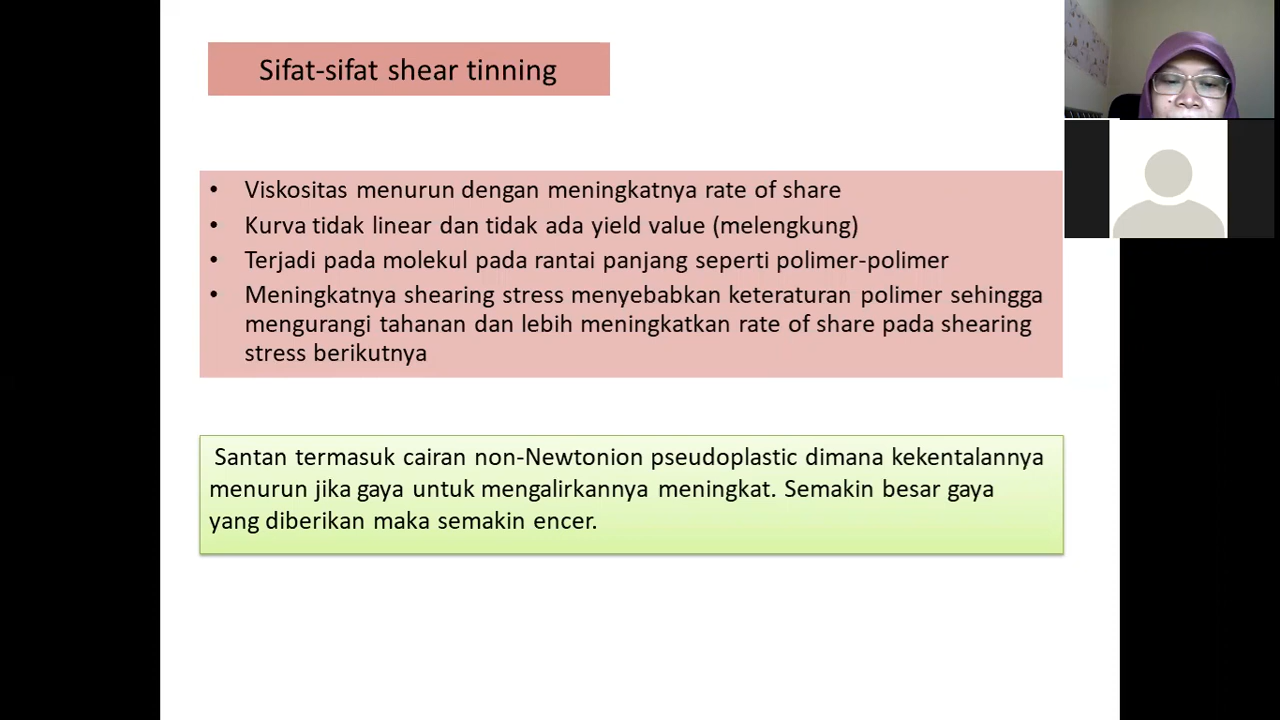 Sifat-sifat shear tinning
• Viskositas menurun dengan meningkatnya rate of share
• Kurva tidak linear dan tidak ada yield value (melengkung)
• Terjadi pada molekul pada rantai panjang seperti polimer-polimer
• Meningkatnya shearing stress menyebabkan keteraturan polimer sehingga
mengurangi tahanan dan lebih meningkatkan rate of share pada shearing
stress berikutnya
Santan termasuk cairan non-Newtonion pseudoplastic dimana kekentalannya
menurun jika gaya untuk mengalirkannya meningkat. Semakin besar gaya
yang diberikan maka semakin encer.